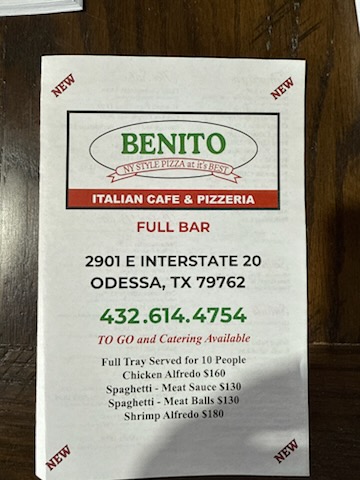 NEW
NEW
BENITO
NY STYLE PIZZA at it's BEST
ITALIAN CAFE & PIZZERIA
FULL BAR
2901 E INTERSTATE 20
ODESSA, TX 79762
432.614.4754
TO GO and Catering Available
Full Tray Served for 10 People
Chicken Alfredo $160
Spaghetti - Meat Sauce $130
Spaghetti - Meat Balls $130
Shrimp Alfredo $180
NEW
NEW